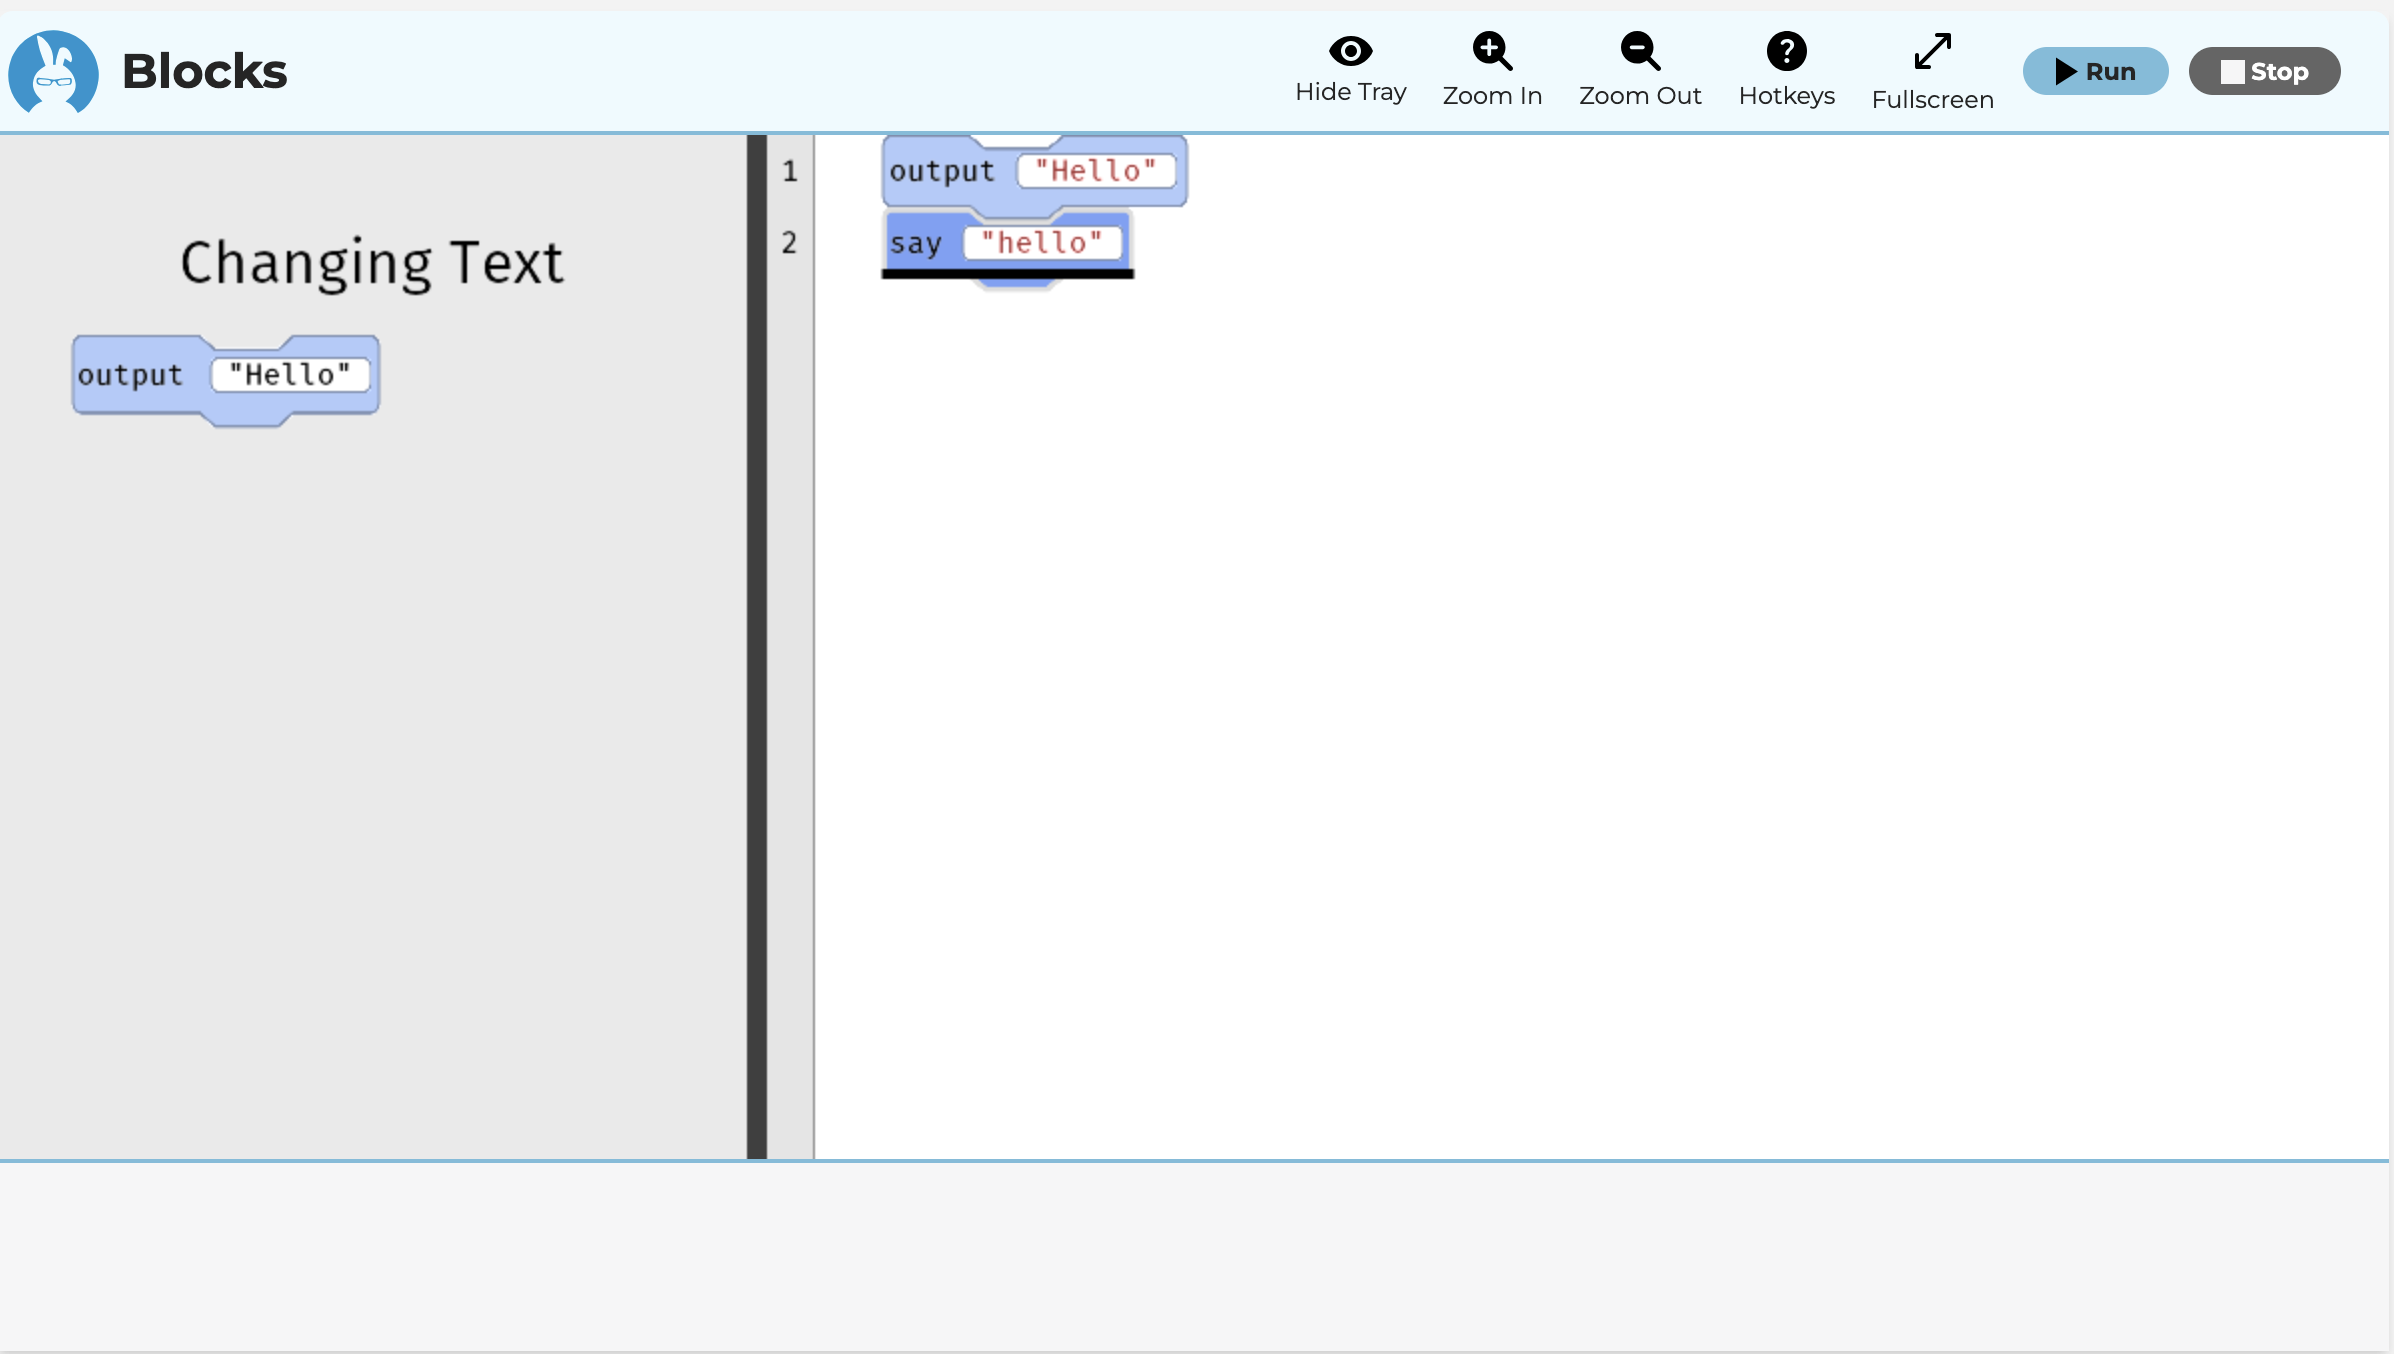 Blocks
Hide Tray
Zoom In
Zoom Out
Hotkeys
Fullscreen
Run
Stop
Changing Text
output "Hello"
1 output "Hello"
2 say "hello"